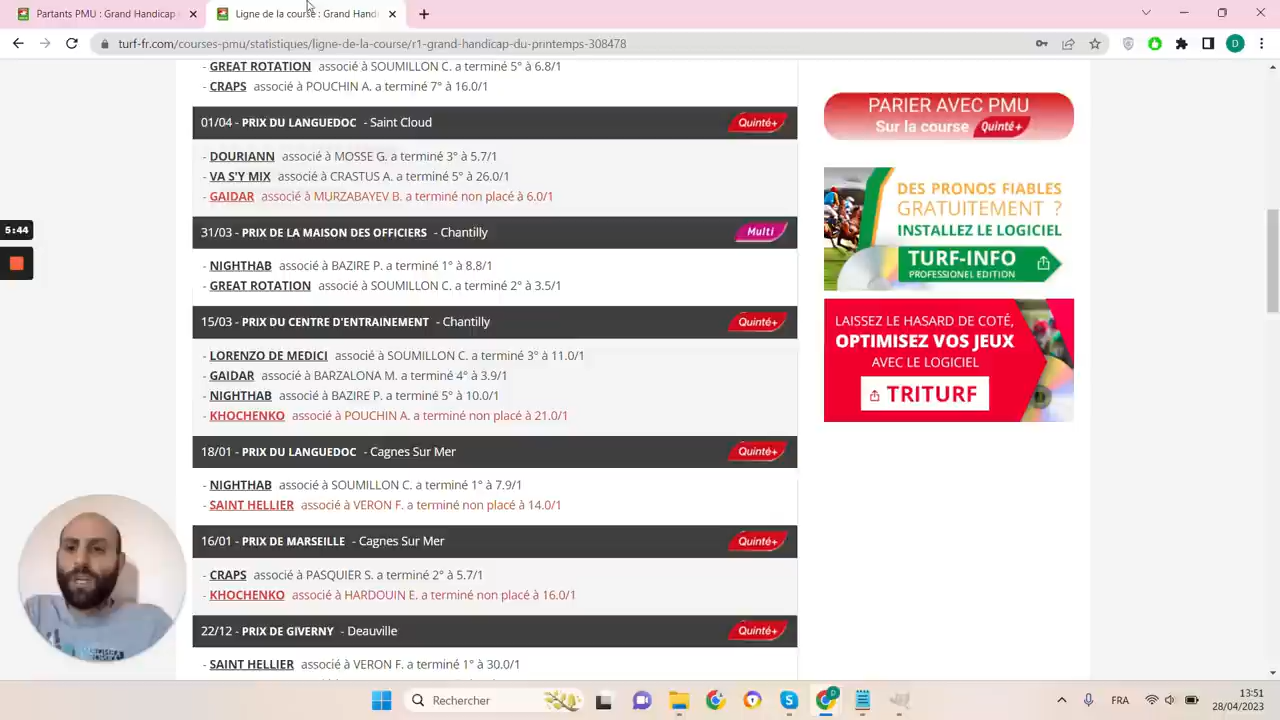 Partants PMU : Grand Handicap
Ligne de la course : Grand Hand
turf-fr.com/courses-pmu/statistiques/ligne-de-la-course/r1-grand-handicap-du-printemps-308478
D
- GREAT ROTATION associé à SOUMILLON C. a terminé 5° à 6.8/1
- CRAPS associé à POUCHIN A. a terminé 7° à 16.0/1
01/04 - PRIX DU LANGUEDOC - Saint Cloud
Quinté+
- DOURIANN associé à MOSSE G. a terminé 3° à 5.7/1
- VA S'Y MIX associé à CRASTUS A. a terminé 5° à 26.0/1
- GAIDAR associé à MURZABAYEV B. a terminé non placé à 6.0/1
31/03 - PRIX DE LA MAISON DES OFFICIERS - Chantilly
Multi
- NIGHTHAB associé à BAZIRE P. a terminé 1° à 8.8/1
- GREAT ROTATION associé à SOUMILLON C. a terminé 2° à 3.5/1
15/03 - PRIX DU CENTRE D'ENTRAINEMENT - Chantilly
Quinté+
- LORENZO DE MEDICI associé à SOUMILLON C. a terminé 3° à 11.0/1
- GAIDAR associé à BARZALONA M. a terminé 4° à 3.9/1
- NIGHTHAB associé à BAZIRE P. a terminé 5° à 10.0/1
- KHOCHENKO associé à POUCHIN A. a terminé non placé à 21.0/1
18/01 - PRIX DU LANGUEDOC - Cagnes Sur Mer
Quinté+
- NIGHTHAB associé à SOUMILLON C. a terminé 1° à 7.9/1
- SAINT HELLIER associé à VERON F. a terminé non placé à 14.0/1
16/01 - PRIX DE MARSEILLE - Cagnes Sur Mer
Quinté+
- CRAPS associé à PASQUIER S. a terminé 2° à 5.7/1
- KHOCHENKO associé à HARDOUIN E. a terminé non placé à 16.0/1
22/12 - PRIX DE GIVERNY - Deauville
Quinté+
- SAINT HELLIER associé à VERON F. a terminé 1° à 30.0/1
PARIER AVEC PMU
Sur la course Quinté+
DES PRONOS FIABLES
GRATUITEMENT ?
INSTALLEZ LE LOGICIEL
TURF-INFO
PROFESSIONEL EDITION
LAISSEZ LE HASARD DE COTÉ,
OPTIMISEZ VOS JEUX
AVEC LE LOGICIEL
TRITURF
5:44
Rechercher
FRA
13:51
28/04/2023